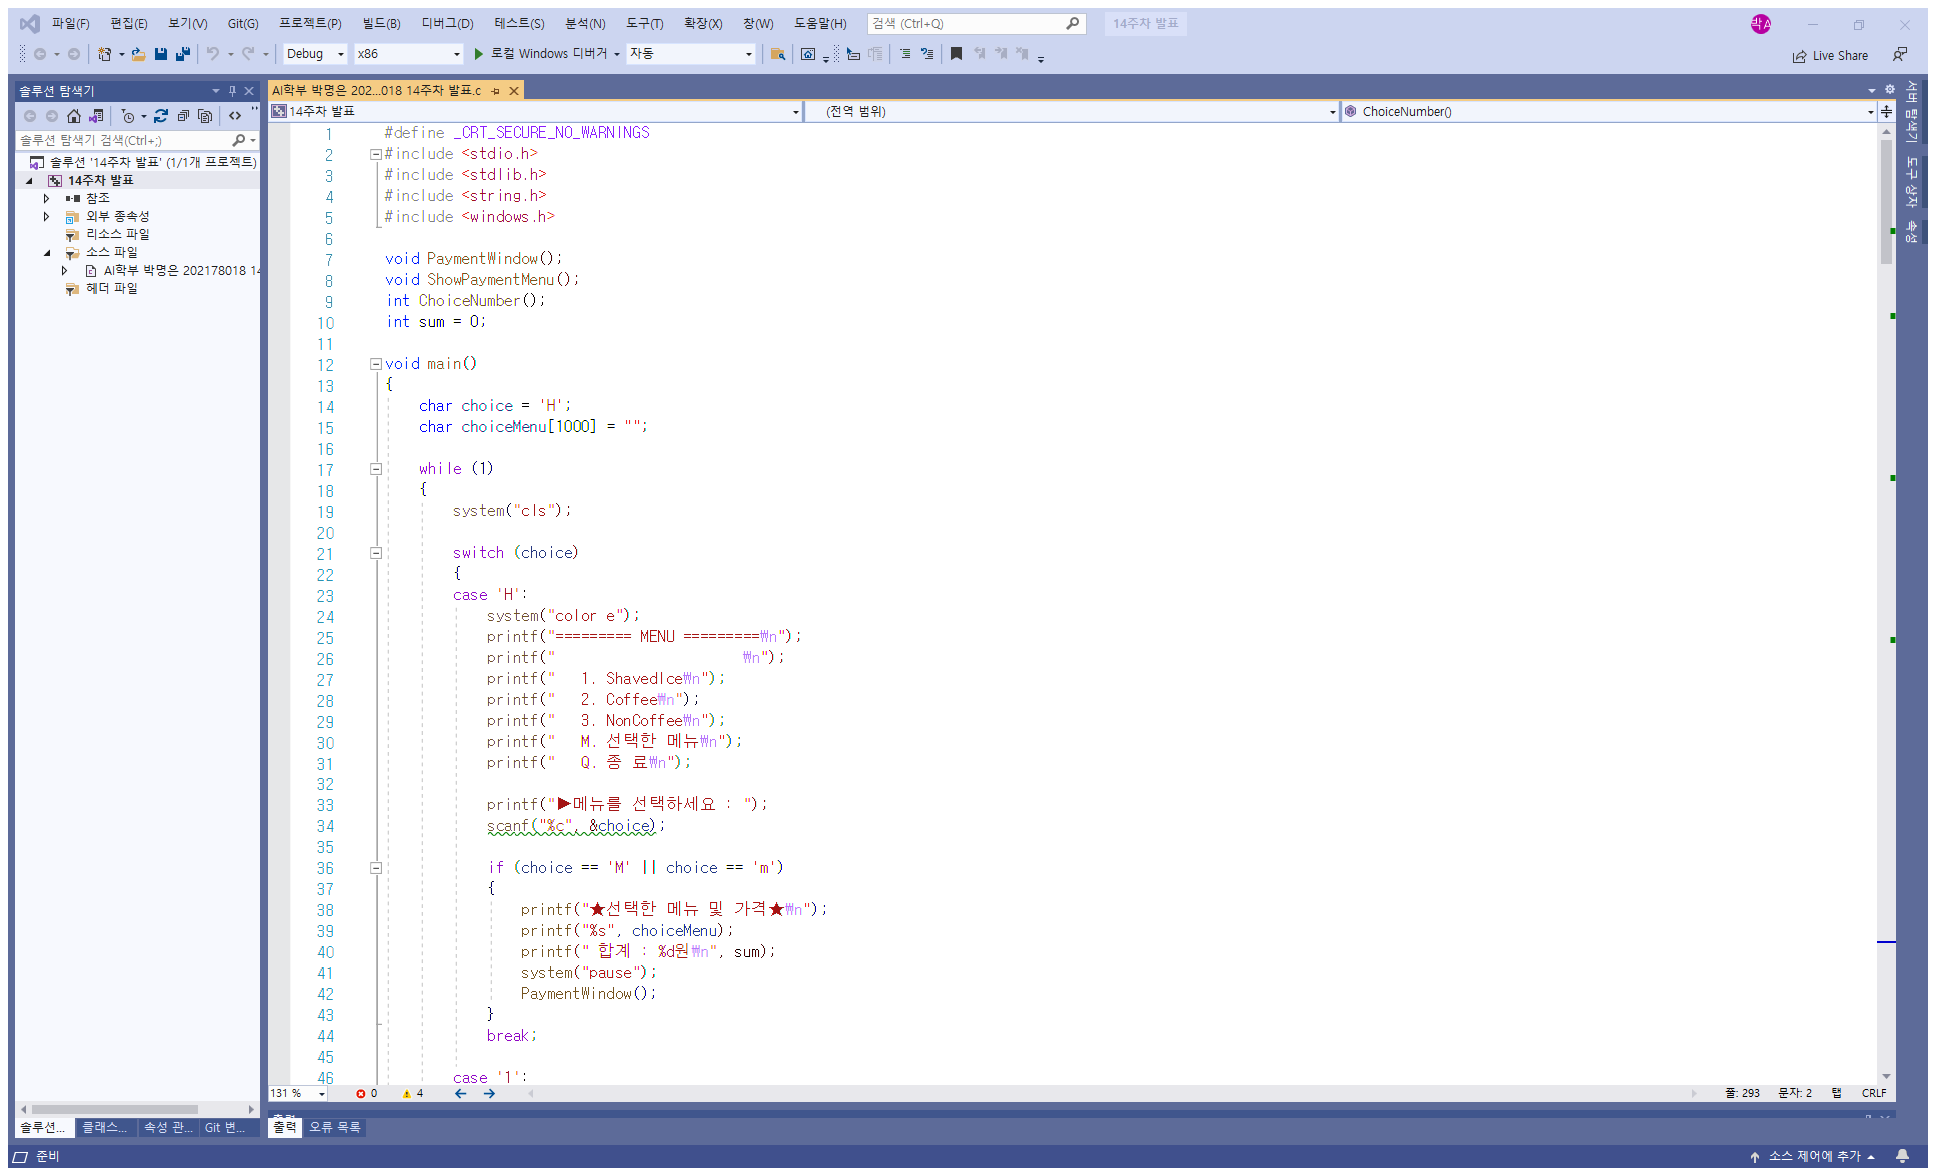 파일(F) 편집(E) 보기(V) Git(G) 프로젝트(P) 빌드(B) 디버그(D) 테스트(S) 분석(N) 도구(T) 확장(X) 창(W) 도움말(H) 검색 (Ctrl+Q) 14주차 발표 박A
Debug x86 로컬 Windows 디버거 자동 Live Share
솔루션 탐색기
솔루션 탐색기 검색(Ctrl+;)
솔루션 '14주차 발표' (1/1개 프로젝트)
14주차 발표
참조
외부 종속성
리소스 파일
소스 파일
AI학부 박명은 202178018 14
헤더 파일
솔루션... 클래스... 속성 관... Git 변...
AI학부 박명은 202...018 14주차 발표.c
14주차 발표 (전역 범위) ChoiceNumber()
1 #define _CRT_SECURE_NO_WARNINGS
2 #include <stdio.h>
3 #include <stdlib.h>
4 #include <string.h>
5 #include <windows.h>
6
7 void PaymentWindow();
8 void ShowPaymentMenu();
9 int ChoiceNumber();
10 int sum = 0;
11
12 void main()
13 {
14 char choice = 'H';
15 char choiceMenu[1000] = "";
16
17 while (1)
18 {
19 system("cls");
20
21 switch (choice)
22 {
23 case 'H':
24 system("color e");
25 printf("========= MENU =========₩n");
26 printf("                      ₩n");
27 printf("   1. ShavedIce₩n");
28 printf("   2. Coffee₩n");
29 printf("   3. NonCoffee₩n");
30 printf("   M. 선택한 메뉴₩n");
31 printf("   Q. 종 료₩n");
32
33 printf("▶메뉴를 선택하세요 : ");
34 scanf("%c", &choice);
35
36 if (choice == 'M' || choice == 'm')
37 {
38 printf("★선택한 메뉴 및 가격★₩n");
39 printf("%s", choiceMenu);
40 printf(" 합계 : %d원₩n", sum);
41 system("pause");
42 PaymentWindow();
43 }
44 break;
45
46 case '1':
131 % 0 4 줄: 293 문자: 2 탭 CRLF
출력
출력 오류 목록
서버 탐색기
도구 상자
속성
준비 소스 제어에 추가